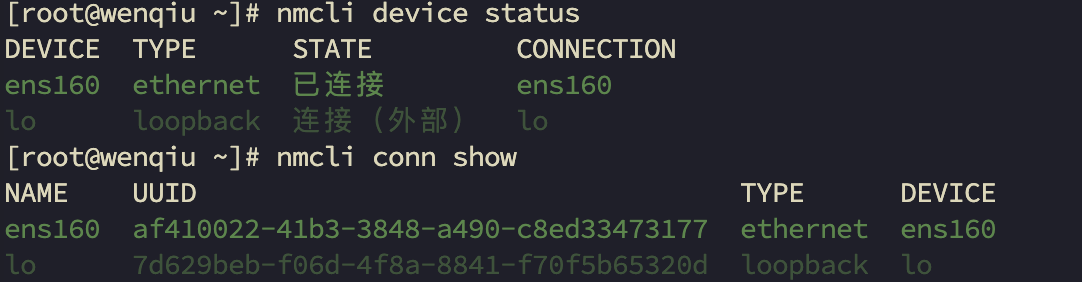 [root@wenqiu ~]# nmcli device status
DEVICE  TYPE      STATE         CONNECTION
ens160  ethernet  已连接        ens160
lo      loopback  连接（外部）  lo
[root@wenqiu ~]# nmcli conn show
NAME    UUID                                  TYPE      DEVICE
ens160  af410022-41b3-3848-a490-c8ed33473177  ethernet  ens160
lo      7d629beb-f06d-4f8a-8841-f70f5b65320d  loopback  lo